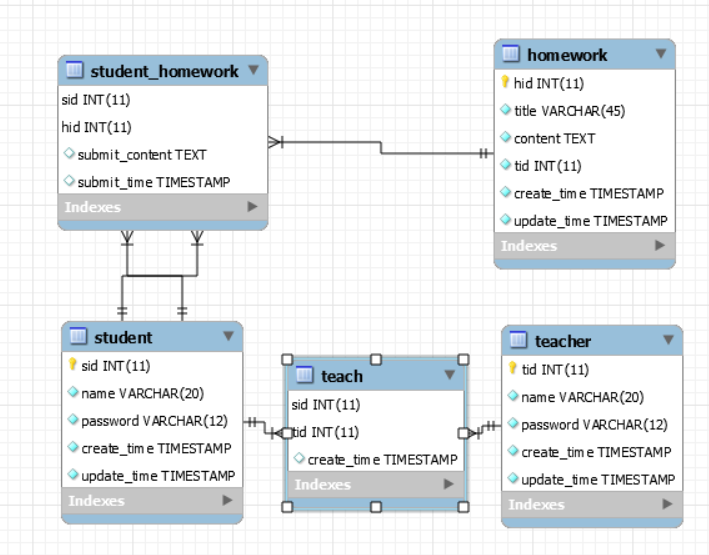 student_homework
sid INT(11)
hid INT(11)
submit_content TEXT
submit_time TIMESTAMP
Indexes
homework
hid INT(11)
title VARCHAR(45)
content TEXT
tid INT(11)
create_time TIMESTAMP
update_time TIMESTAMP
Indexes
student
sid INT(11)
name VARCHAR(20)
password VARCHAR(12)
create_time TIMESTAMP
update_time TIMESTAMP
Indexes
teach
sid INT(11)
tid INT(11)
create_time TIMESTAMP
Indexes
teacher
tid INT(11)
name VARCHAR(20)
password VARCHAR(12)
create_time TIMESTAMP
update_time TIMESTAMP
Indexes